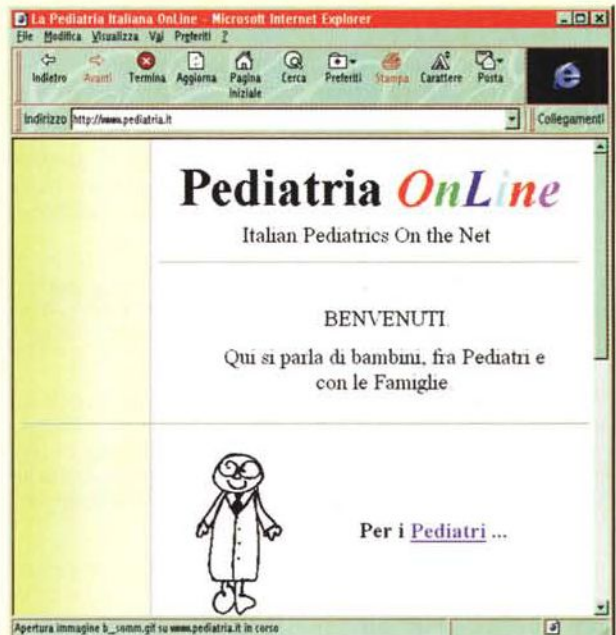 La Pediatria Italiana OnLine - Microsoft Internet Explorer
File Modifica Visualizza Vai Preferiti ?
Indietro Avanti Termina Aggiorna Pagina Iniziale Cerca Preferiti Stampa Carattere Posta
Indirizzo http://www.pediatria.it Collegamenti
Pediatria OnLine
Italian Pediatrics On the Net
BENVENUTI
Qui si parla di bambini, fra Pediatri e
con le Famiglie
Per i Pediatri ...
Apertura immagine b_somm.gif su www.pediatria.it in corso